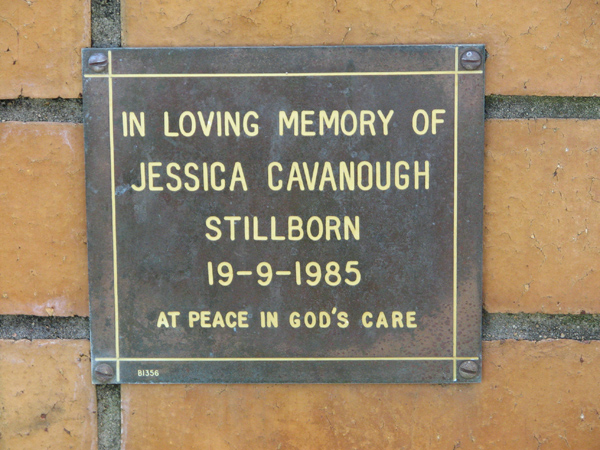 IN LOVING MEMORY OF
JESSICA CAVANOUGH
STILLBORN
19-9-1985
AT PEACE IN GOD'S CARE
B1356